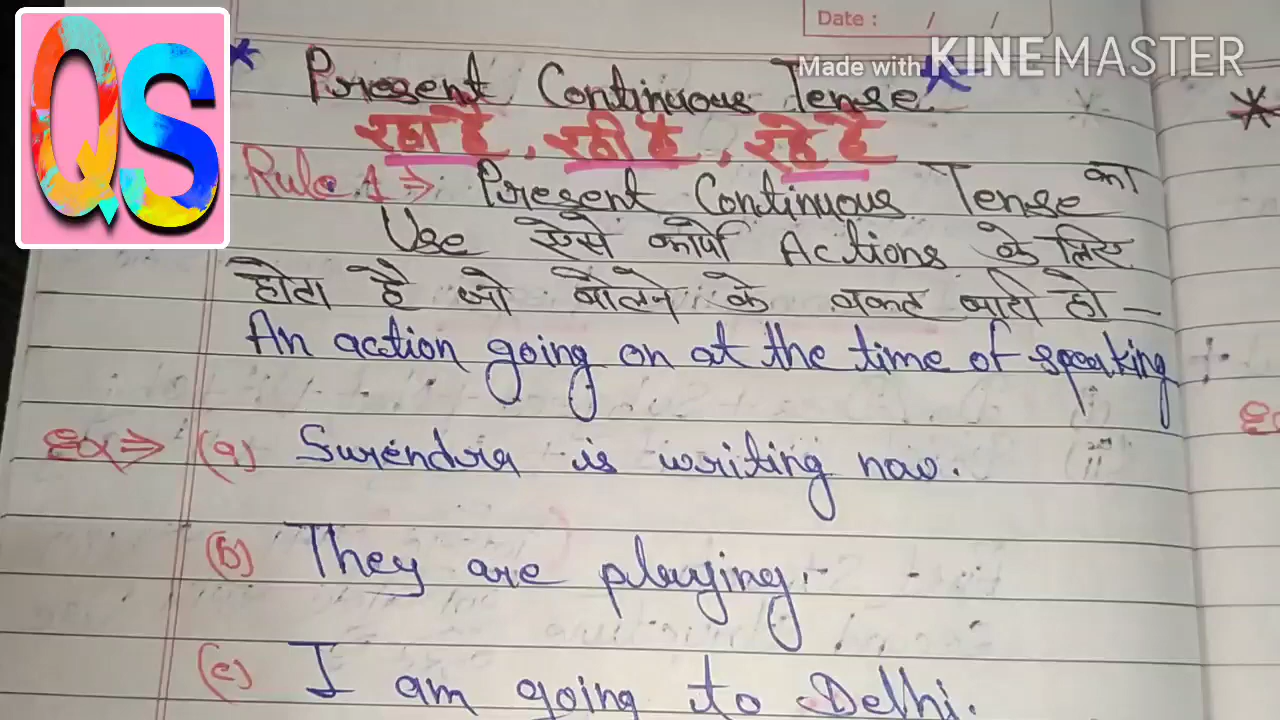 QS
Date : / /
Made with KINEMASTER
* Present Continuous Tense *
रहा है, रही है, रहे है
Rule 1 ⇒ Present Continuous Tense का
Use ऐसे कार्यो Actions के लिए
होता है जो बोलने के वक्त जारी हो —
An action going on at the time of speaking
Ex ⇒ (a) Surendra is writing now.
(b) They are playing.
(c) I am going to Delhi.